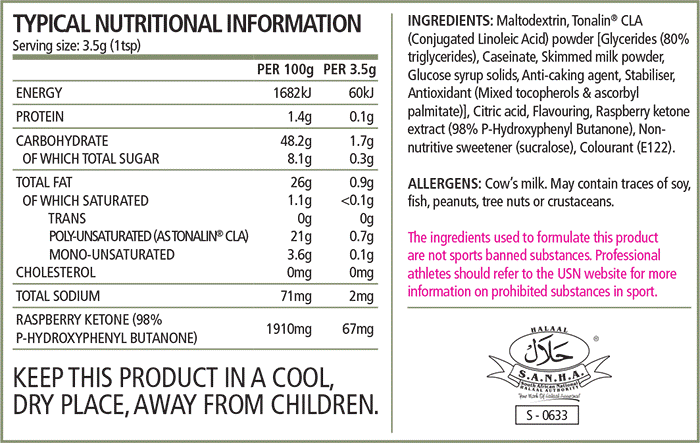 TYPICAL NUTRITIONAL INFORMATION
Serving size: 3.5g (1tsp)
PER 100g PER 3.5g
ENERGY 1682kJ 60kJ
PROTEIN 1.4g 0.1g
CARBOHYDRATE 48.2g 1.7g
OF WHICH TOTAL SUGAR 8.1g 0.3g
TOTAL FAT 26g 0.9g
OF WHICH SATURATED 1.1g <0.1g
TRANS 0g 0g
POLY-UNSATURATED (AS TONALIN® CLA) 21g 0.7g
MONO-UNSATURATED 3.6g 0.1g
CHOLESTEROL 0mg 0mg
TOTAL SODIUM 71mg 2mg
RASPBERRY KETONE (98%
P-HYDROXYPHENYL BUTANONE) 1910mg 67mg
KEEP THIS PRODUCT IN A COOL,
DRY PLACE, AWAY FROM CHILDREN.
INGREDIENTS: Maltodextrin, Tonalin® CLA
(Conjugated Linoleic Acid) powder [Glycerides (80%
triglycerides), Caseinate, Skimmed milk powder,
Glucose syrup solids, Anti-caking agent, Stabiliser,
Antioxidant (Mixed tocopherols & ascorbyl
palmitate)], Citric acid, Flavouring, Raspberry ketone
extract (98% P-Hydroxyphenyl Butanone), Non-
nutritive sweetener (sucralose), Colourant (E122).
ALLERGENS: Cow's milk. May contain traces of soy,
fish, peanuts, tree nuts or crustaceans.
The ingredients used to formulate this product
are not sports banned substances. Professional
athletes should refer to the USN website for more
information on prohibited substances in sport.
HALAAL
®
حلال
S.A.N.H.A.
South African National
HALAAL AUTHORITY
S - 0633